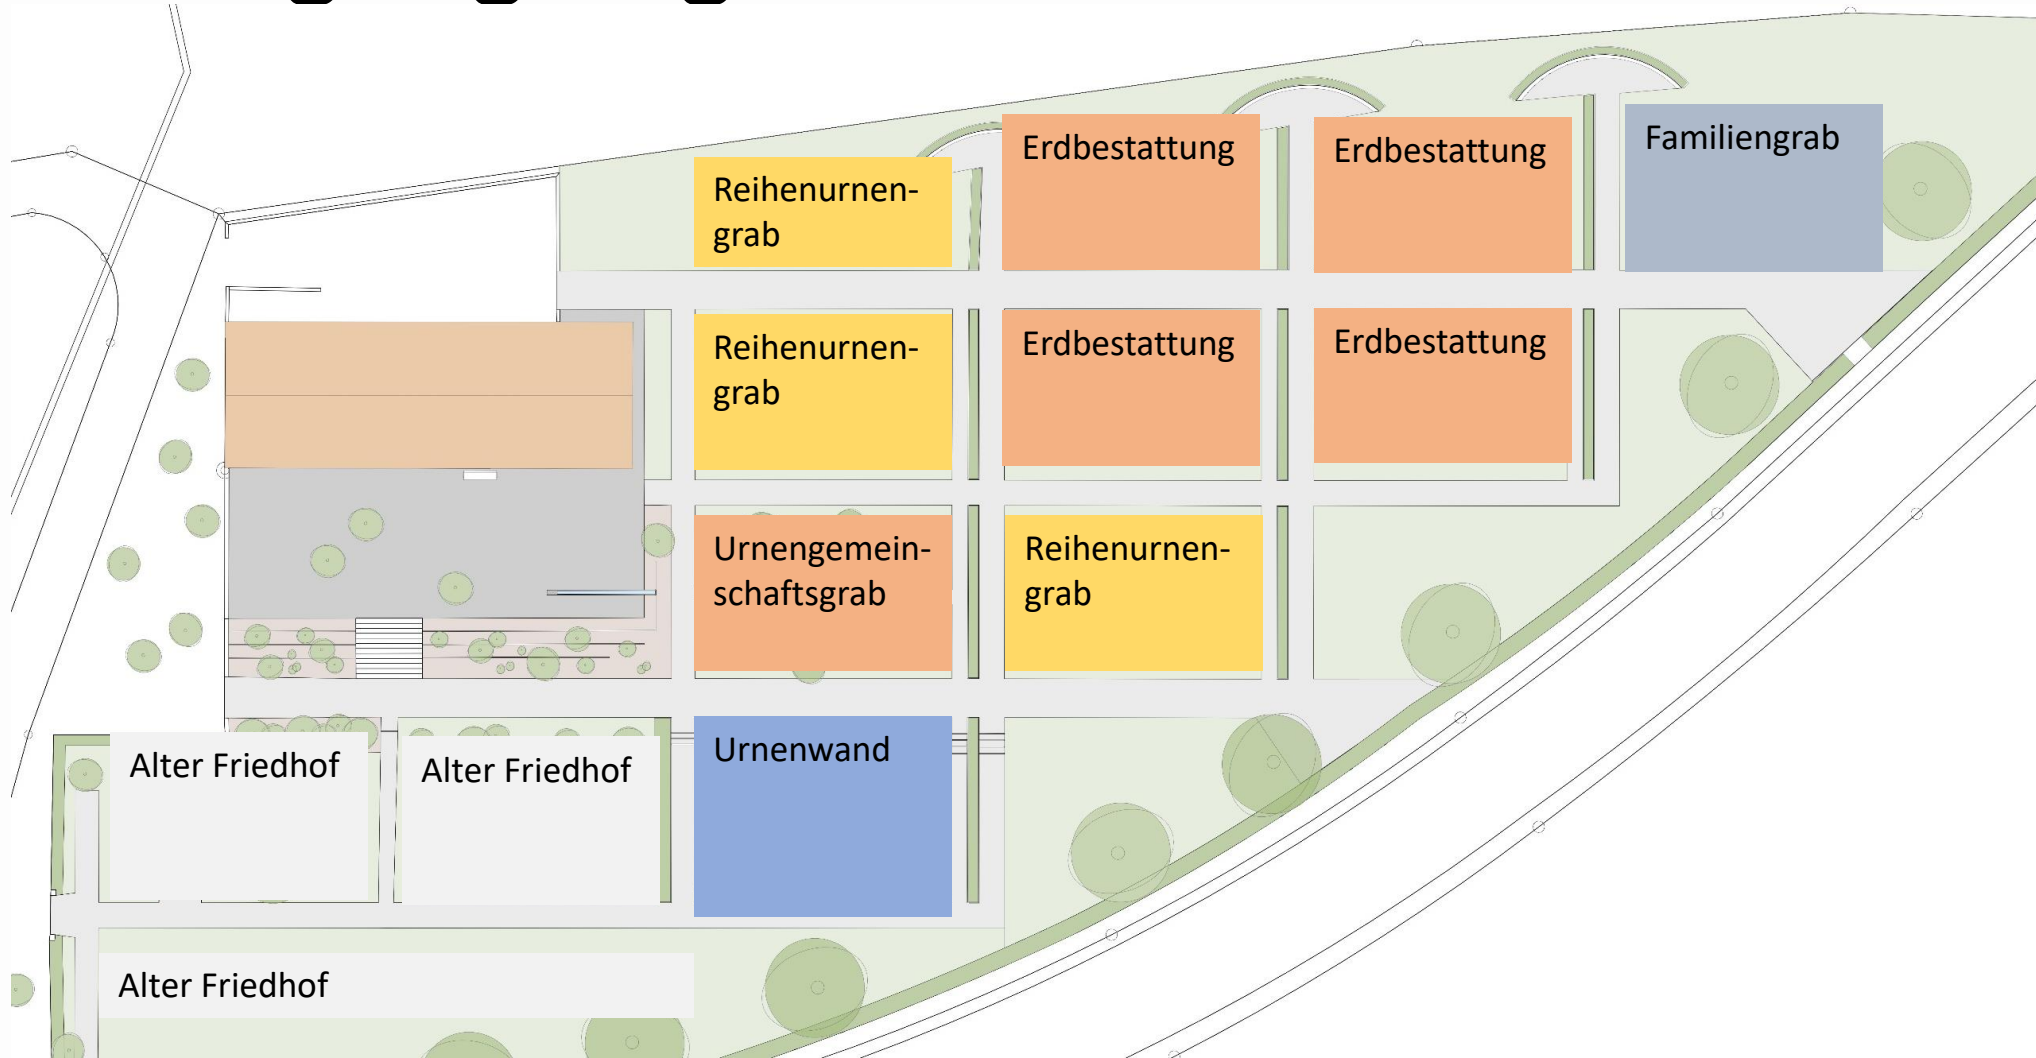 Reihenurnen-
grab
Erdbestattung
Erdbestattung
Familiengrab
Reihenurnen-
grab
Erdbestattung
Erdbestattung
Urnengemein-
schaftsgrab
Reihenurnen-
grab
Alter Friedhof
Alter Friedhof
Urnenwand
Alter Friedhof